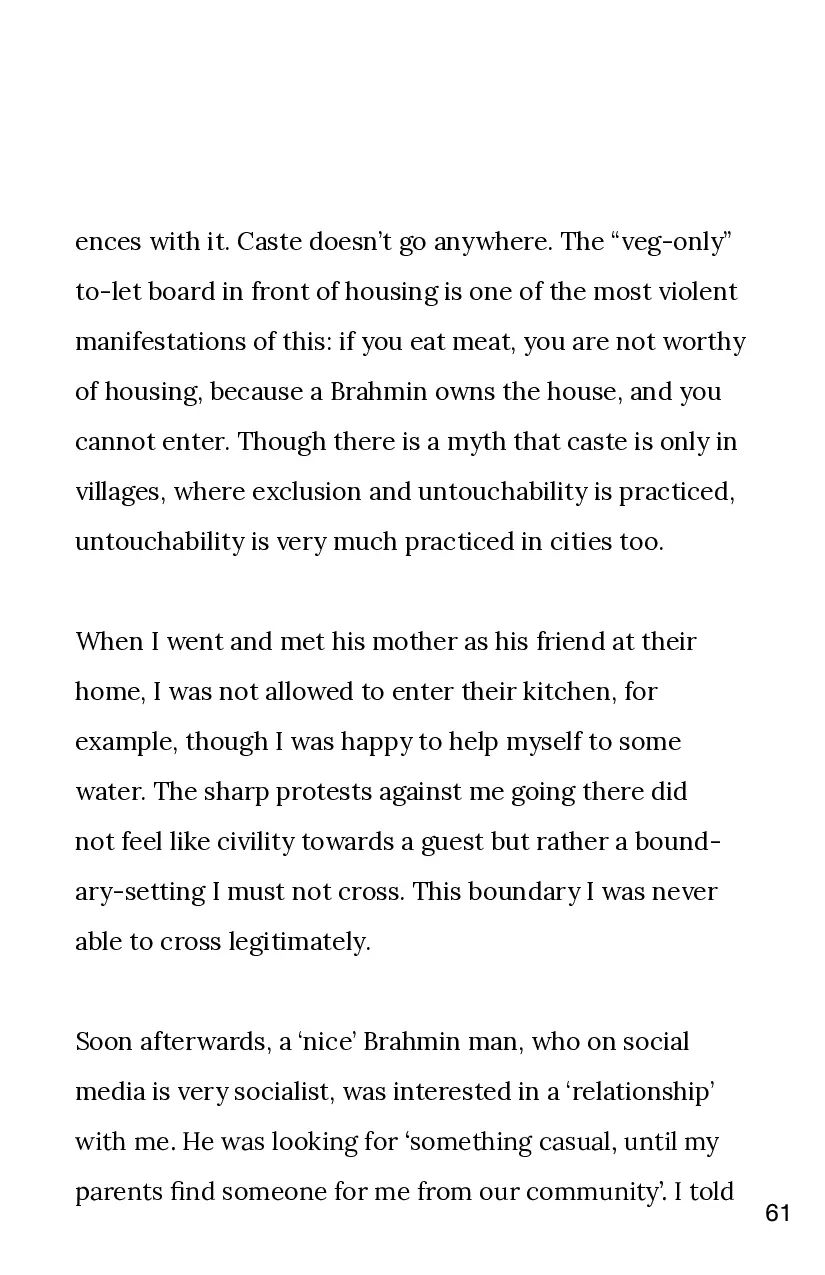 ences with it. Caste doesn’t go anywhere. The “veg-only”
to-let board in front of housing is one of the most violent
manifestations of this: if you eat meat, you are not worthy
of housing, because a Brahmin owns the house, and you
cannot enter. Though there is a myth that caste is only in
villages, where exclusion and untouchability is practiced,
untouchability is very much practiced in cities too.
When I went and met his mother as his friend at their
home, I was not allowed to enter their kitchen, for
example, though I was happy to help myself to some
water. The sharp protests against me going there did
not feel like civility towards a guest but rather a bound-
ary-setting I must not cross. This boundary I was never
able to cross legitimately.
Soon afterwards, a ‘nice’ Brahmin man, who on social
media is very socialist, was interested in a ‘relationship’
with me. He was looking for ‘something casual, until my
parents find someone for me from our community’. I told
61